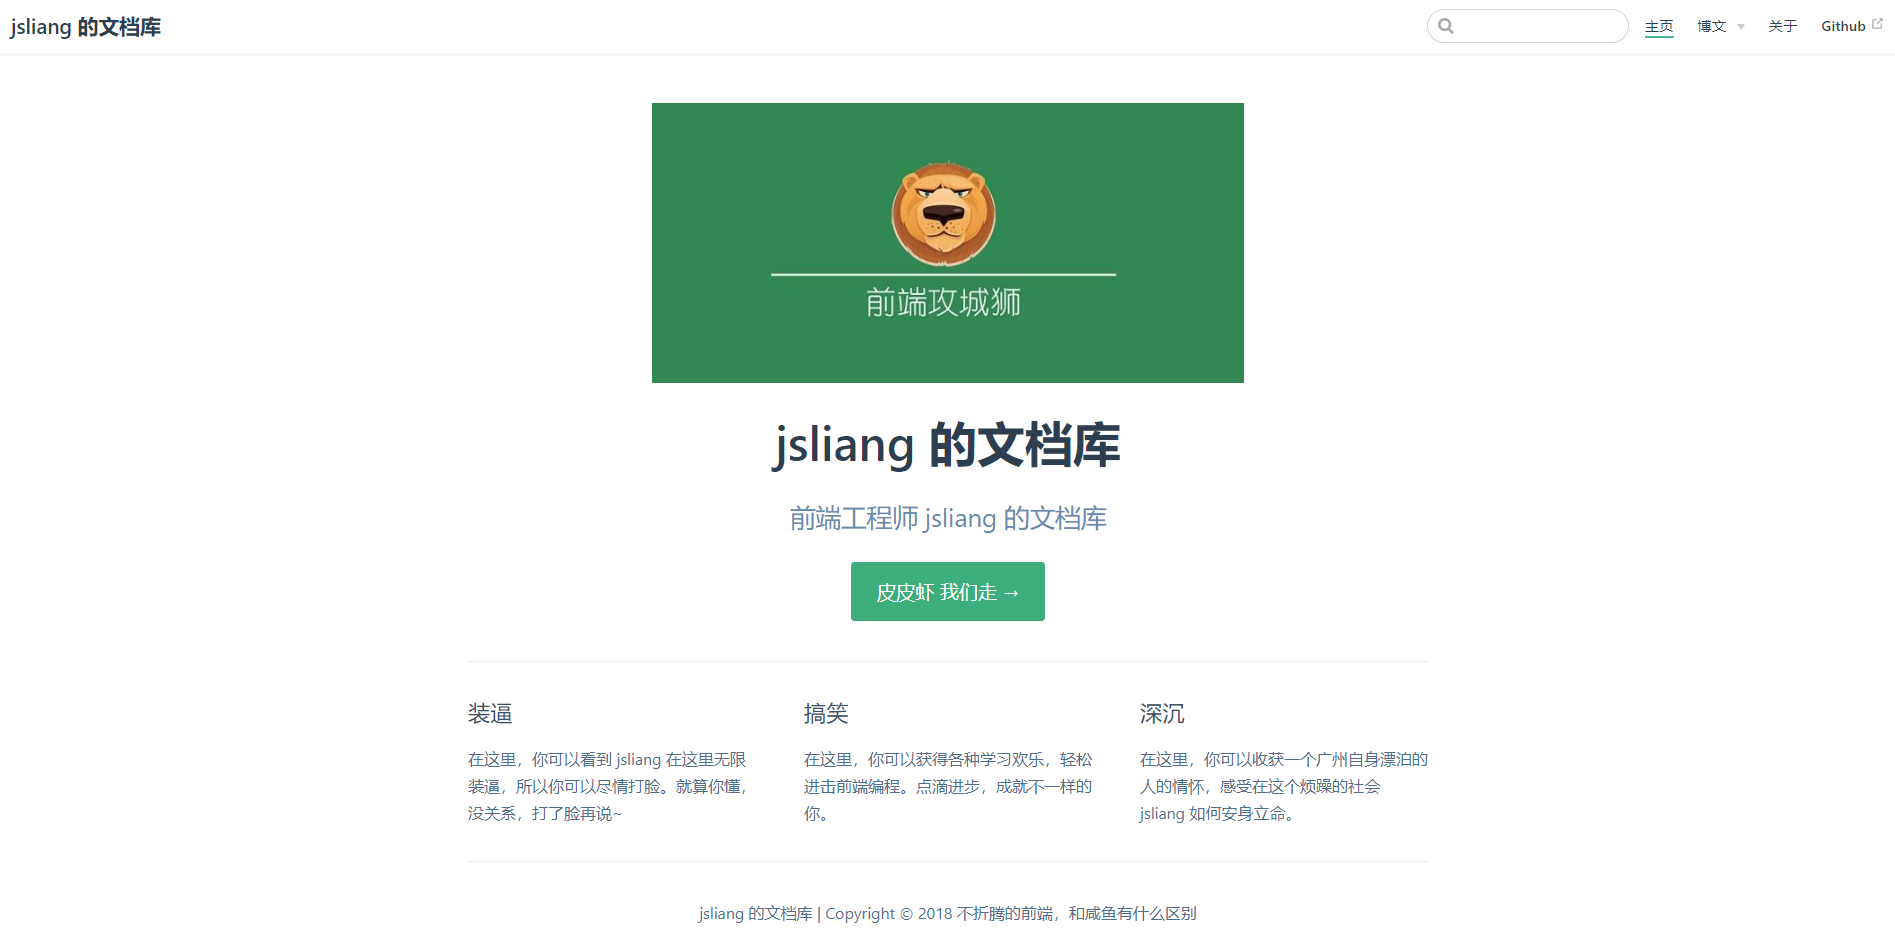 jsliang 的文档库
主页 博文 关于 Github
前端攻城狮
jsliang 的文档库
前端工程师 jsliang 的文档库
皮皮虾 我们走 →
装逼
在这里，你可以看到 jsliang 在这里无限
装逼，所以你可以尽情打脸。就算你懂，
没关系，打了脸再说~
搞笑
在这里，你可以获得各种学习欢乐，轻松
进击前端编程。点滴进步，成就不一样的
你。
深沉
在这里，你可以收获一个广州自身漂泊的
人的情怀，感受在这个烦躁的社会
jsliang 如何安身立命。
jsliang 的文档库 | Copyright © 2018 不折腾的前端，和咸鱼有什么区别